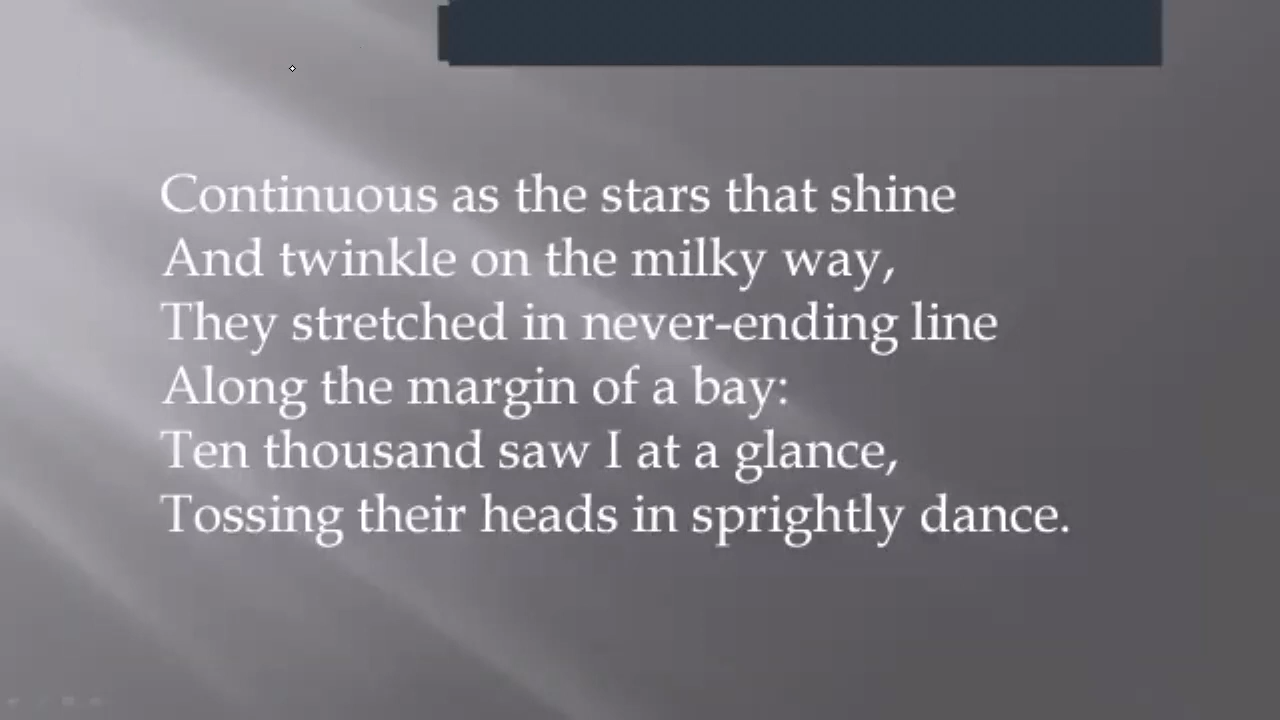 Continuous as the stars that shine
And twinkle on the milky way,
They stretched in never-ending line
Along the margin of a bay:
Ten thousand saw I at a glance,
Tossing their heads in sprightly dance.